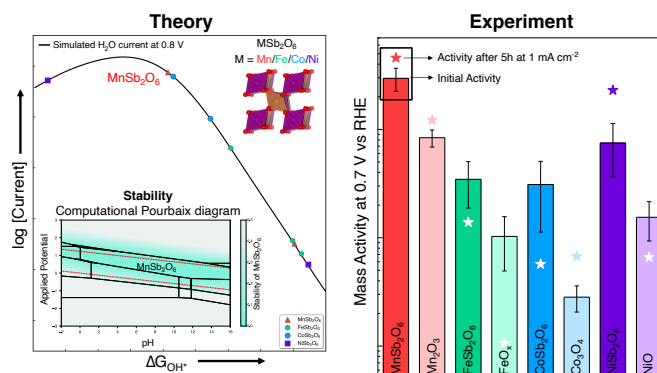 Theory
Simulated H₂O current at 0.8 V
MSb₂O₆
M = Mn/Fe/Co/Ni
MnSb₂O₆
log [Current]
Stability
Computational Pourbaix diagram
Applied Potential
MnSb₂O₆
pH
Stability of MnSb₂O₆
MnSb₂O₆
FeSb₂O₆
CoSb₂O₆
NiSb₂O₆
ΔG_OH*
Experiment
Activity after 5h at 1 mA cm⁻²
Initial Activity
Mass Activity at 0.7 V vs RHE
MnSb₂O₆
Mn₂O₃
FeSb₂O₆
FeOₓ
CoSb₂O₆
Co₃O₄
NiSb₂O₆
NiO